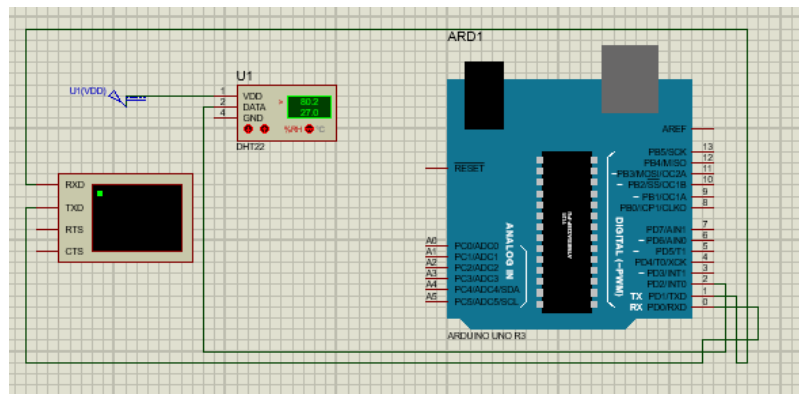 ARD1
U1
U1(VDD)
1 VDD
2 DATA
4 GND
80.2
27.0
%RH °C
DHT22
RXD
TXD
RTS
CTS
RESET
AREF
PB5/SCK 13
PB4/MISO 12
~PB3/MOSI/OC2A 11
~PB2/SS/OC1B 10
~PB1/OC1A 9
PB0/ICP1/CLKO 8
PD7/AIN1 7
~PD6/AIN0 6
~PD5/T1 5
PD4/T0/XCK 4
~PD3/INT1 3
PD2/INT0 2
TX PD1/TXD 1
RX PD0/RXD 0
A0 PC0/ADC0
A1 PC1/ADC1
A2 PC2/ADC2
A3 PC3/ADC3
A4 PC4/ADC4/SDA
A5 PC5/ADC5/SCL
ANALOG IN
DIGITAL (~PWM)
ARDUINO UNO R3